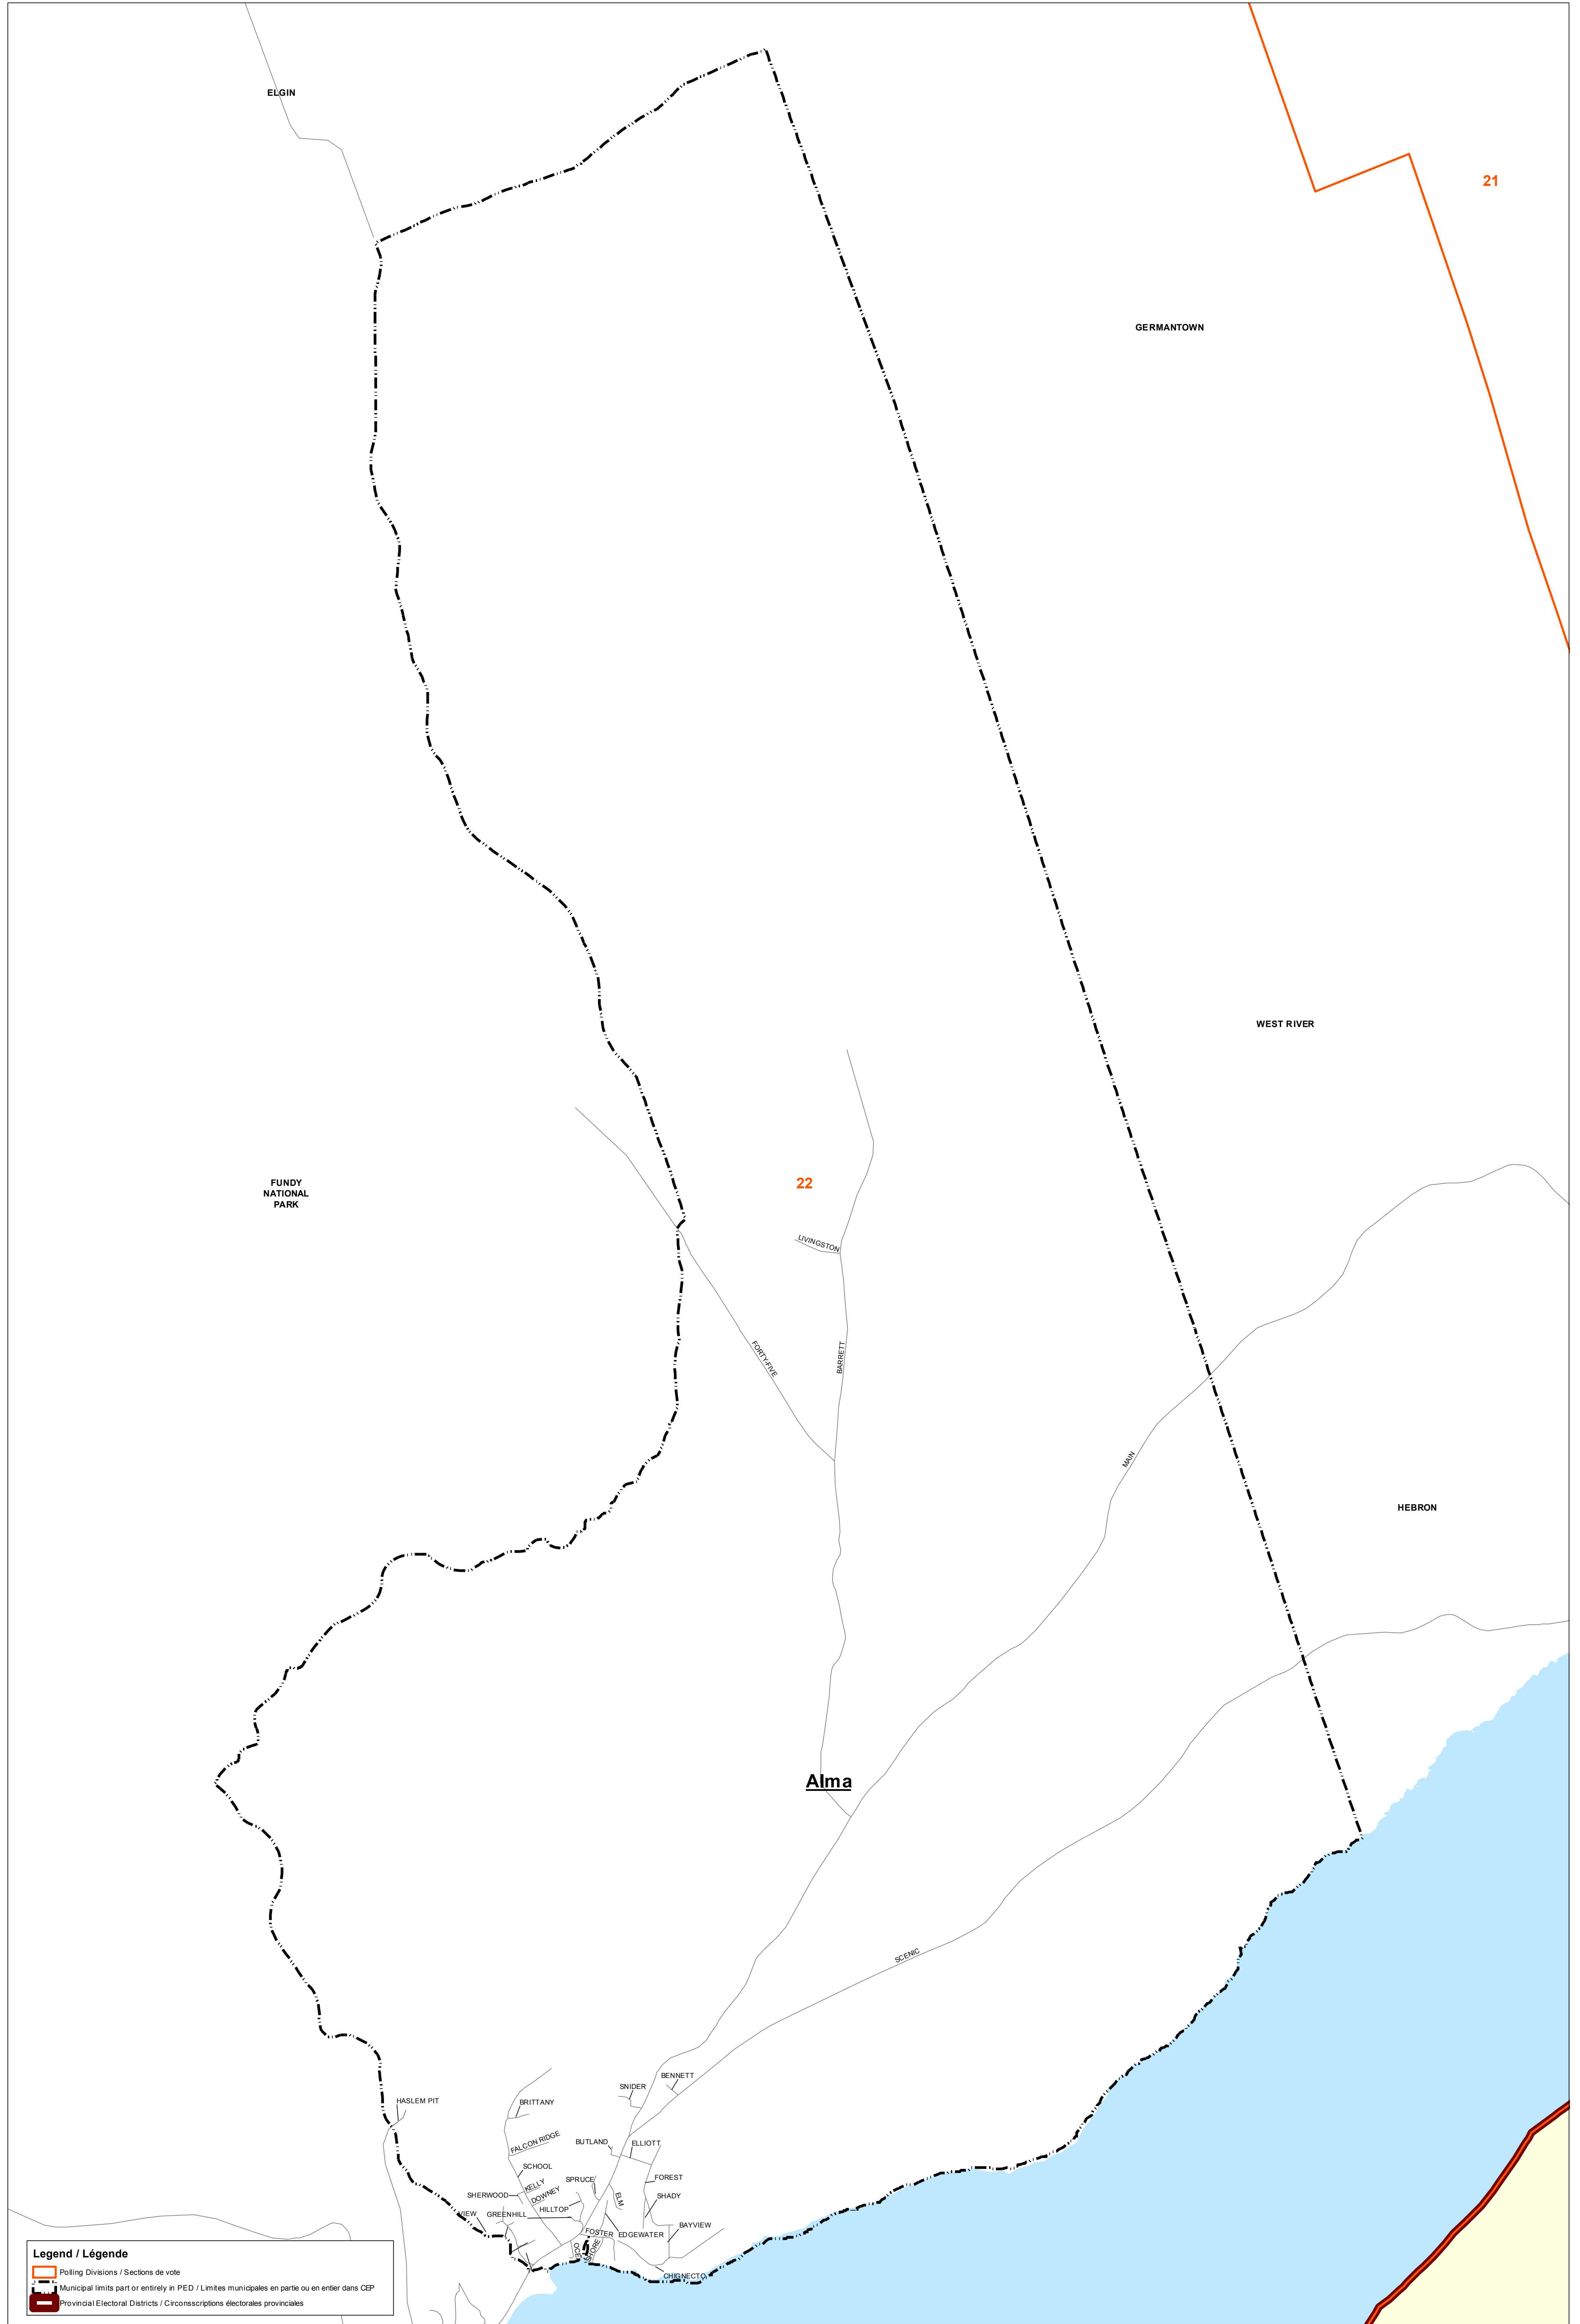 ELGIN
21
GERMANTOWN
WEST RIVER
FUNDY
NATIONAL
PARK
22
LIVINGSTON
FORTY-FIVE
BARRETT
MAIN
HEBRON
Alma
SCENIC
BENNETT
SNIDER
HASLEM PIT
BRITTANY
FALCON RIDGE
BUTLAND
ELLIOTT
SCHOOL
KELLY
SPRUCE
FOREST
SHERWOOD
DOWNEY
ELM
SHADY
HILLTOP
VIEW
GREENHILL
BAYVIEW
FOSTER
EDGEWATER
SHORE
CHIGNECTO
Legend / Légende
Polling Divisions / Sections de vote
Municipal limits part or entirely in PED / Limites municipales en partie ou en entier dans CEP
Provincial Electoral Districts / Circonsscriptions électorales provinciales